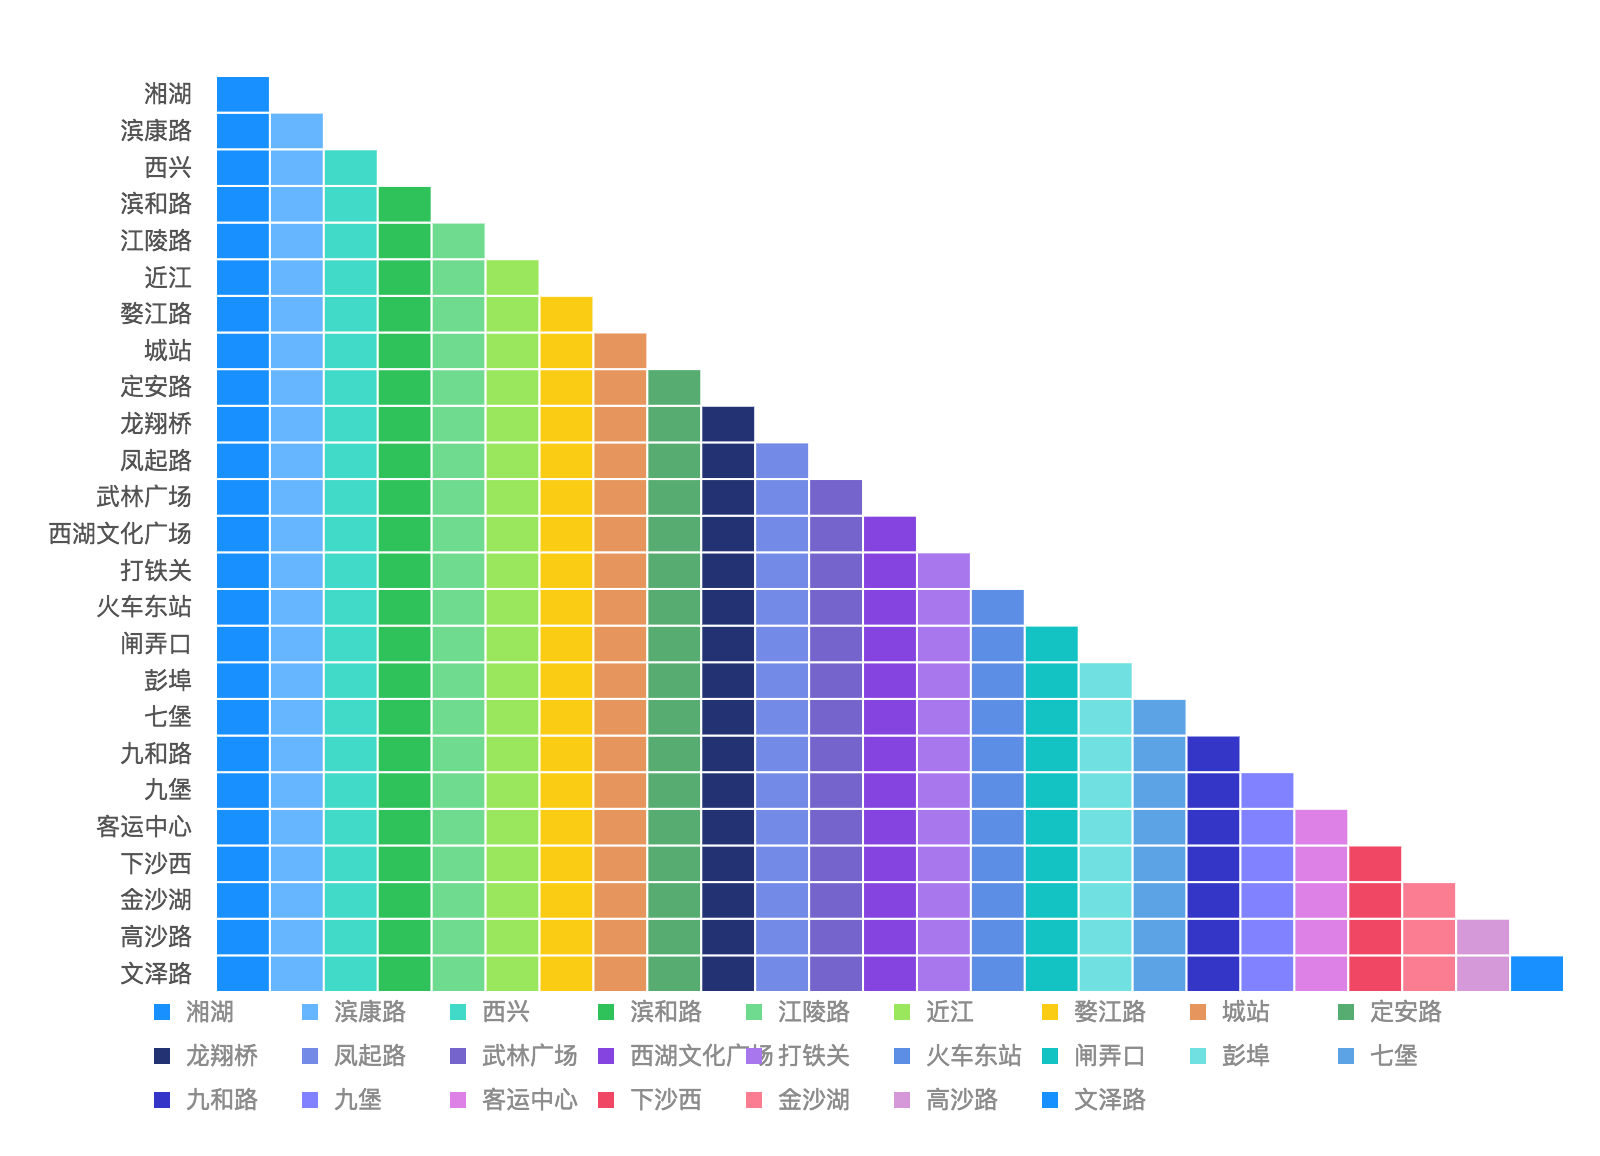 湘湖
滨康路
西兴
滨和路
江陵路
近江
婺江路
城站
定安路
龙翔桥
凤起路
武林广场
西湖文化广场
打铁关
火车东站
闸弄口
彭埠
七堡
九和路
九堡
客运中心
下沙西
金沙湖
高沙路
文泽路
湘湖 滨康路 西兴 滨和路 江陵路 近江 婺江路 城站 定安路
龙翔桥 凤起路 武林广场 西湖文化广场 打铁关 火车东站 闸弄口 彭埠 七堡
九和路 九堡 客运中心 下沙西 金沙湖 高沙路 文泽路